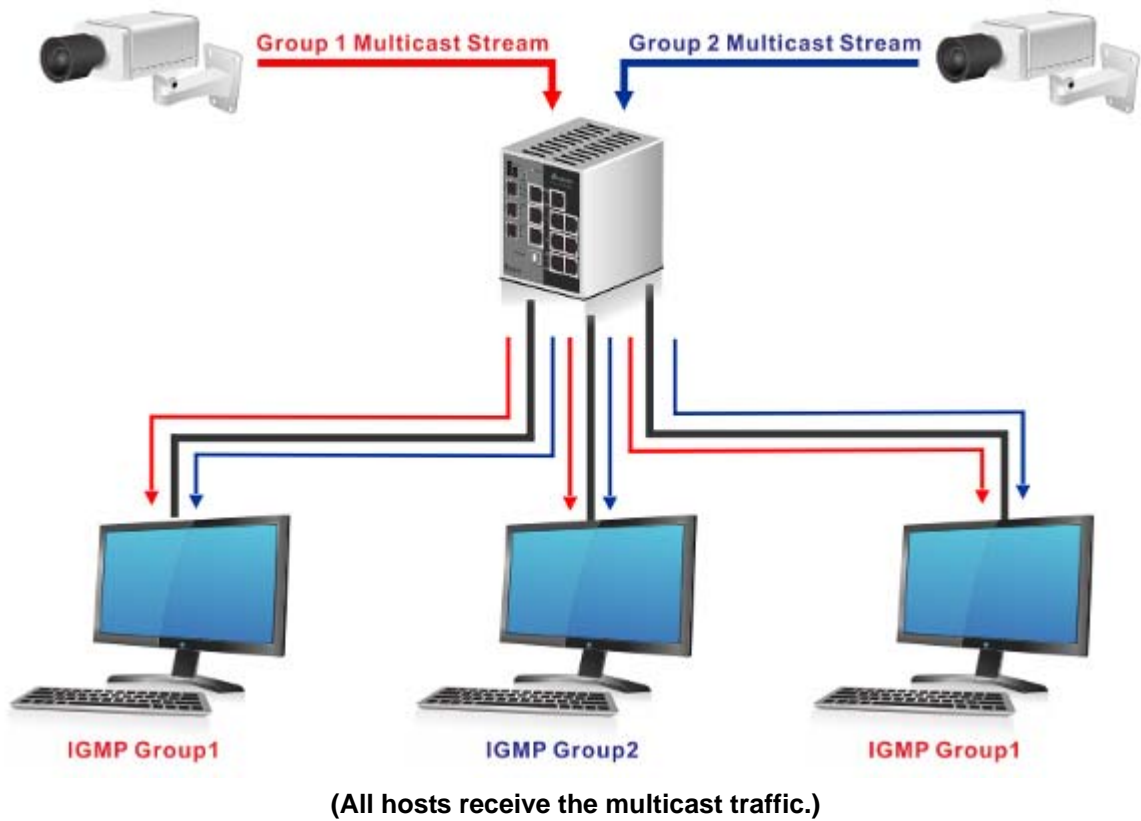 Group 1 Multicast Stream
Group 2 Multicast Stream
IGMP Group1
IGMP Group2
IGMP Group1
(All hosts receive the multicast traffic.)